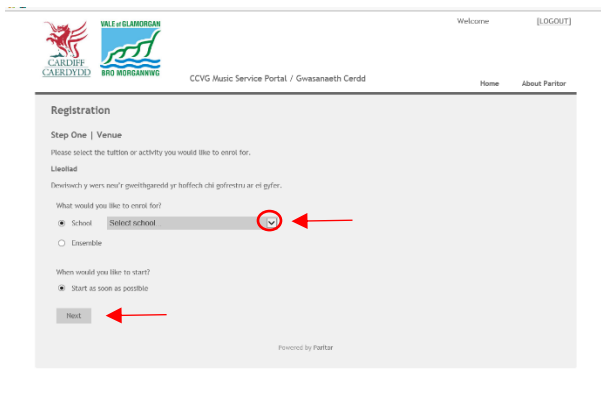 VALE of GLAMORGAN
CARDIFF
CAERDYDD
BRO MORGANNWG
Welcome
[LOGOUT]
CCVG Music Service Portal / Gwasanaeth Cerdd
Home
About Paritor
Registration
Step One | Venue
Please select the tuition or activity you would like to enrol for.
Lleoliad
Dewiswch y wers neu'r gweithgaredd yr hoffech chi gofrestru ar ei gyfer.
What would you like to enrol for?
School
Select school...
Ensemble
When would you like to start?
Start as soon as possible
Next
Powered by Paritor